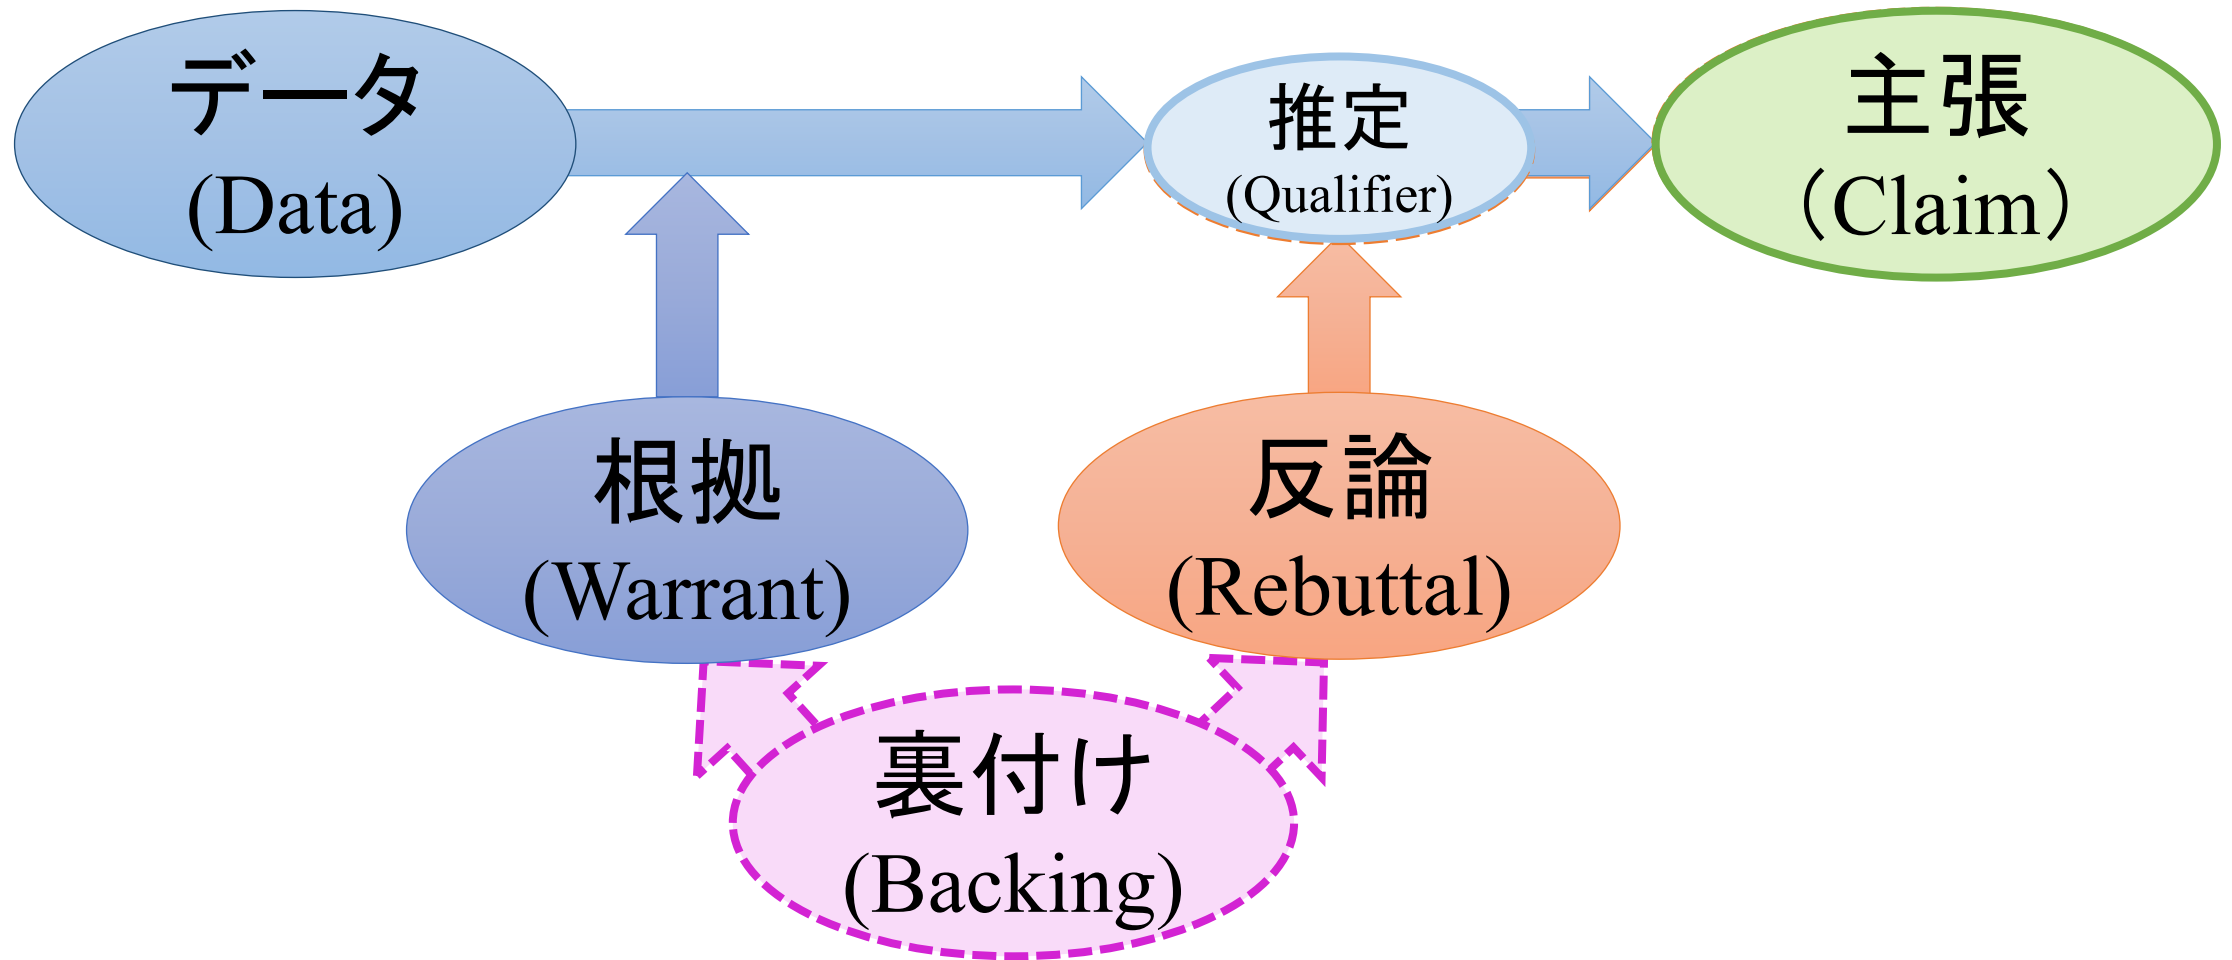 データ
(Data)
推定
(Qualifier)
主張
（Claim）
根拠
(Warrant)
反論
(Rebuttal)
裏付け
(Backing)